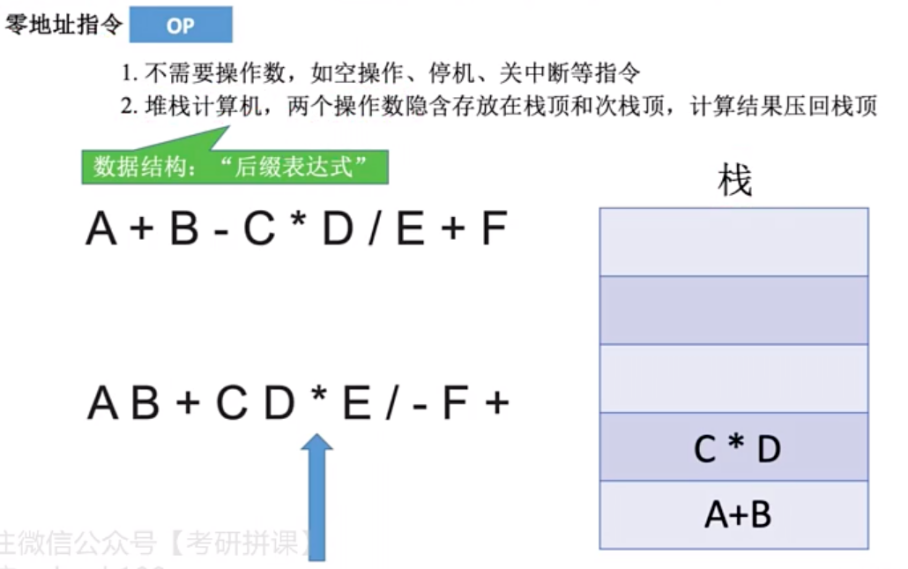 零地址指令 OP
1. 不需要操作数，如空操作、停机、关中断等指令
2. 堆栈计算机，两个操作数隐含存放在栈顶和次栈顶，计算结果压回栈顶
数据结构：“后缀表达式”
栈
A + B - C * D / E + F
A B + C D * E / - F +
C * D
A+B
注微信公众号【考研拼课】